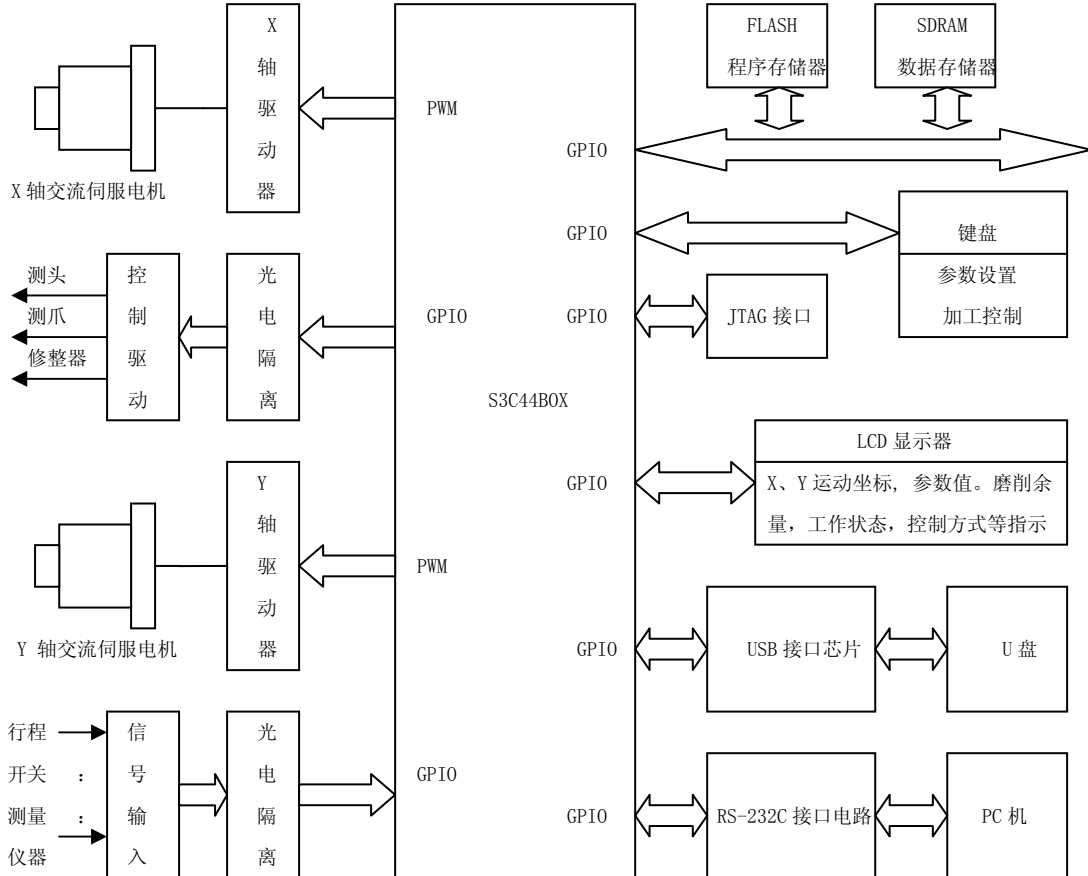 X
轴
驱
动
器
PWM
X 轴交流伺服电机
FLASH
程序存储器
SDRAM
数据存储器
GPIO
GPIO
键盘
参数设置
加工控制
测头
测爪
修整器
控
制
驱
动
光
电
隔
离
GPIO
GPIO
JTAG 接口
S3C44BOX
GPIO
LCD 显示器
X、Y 运动坐标, 参数值。磨削余
量，工作状态，控制方式等指示
Y
轴
驱
动
器
PWM
Y 轴交流伺服电机
GPIO
USB 接口芯片
U 盘
行程
开关 ：
测量 ：
仪器
信
号
输
入
光
电
隔
离
GPIO
GPIO
RS-232C 接口电路
PC 机